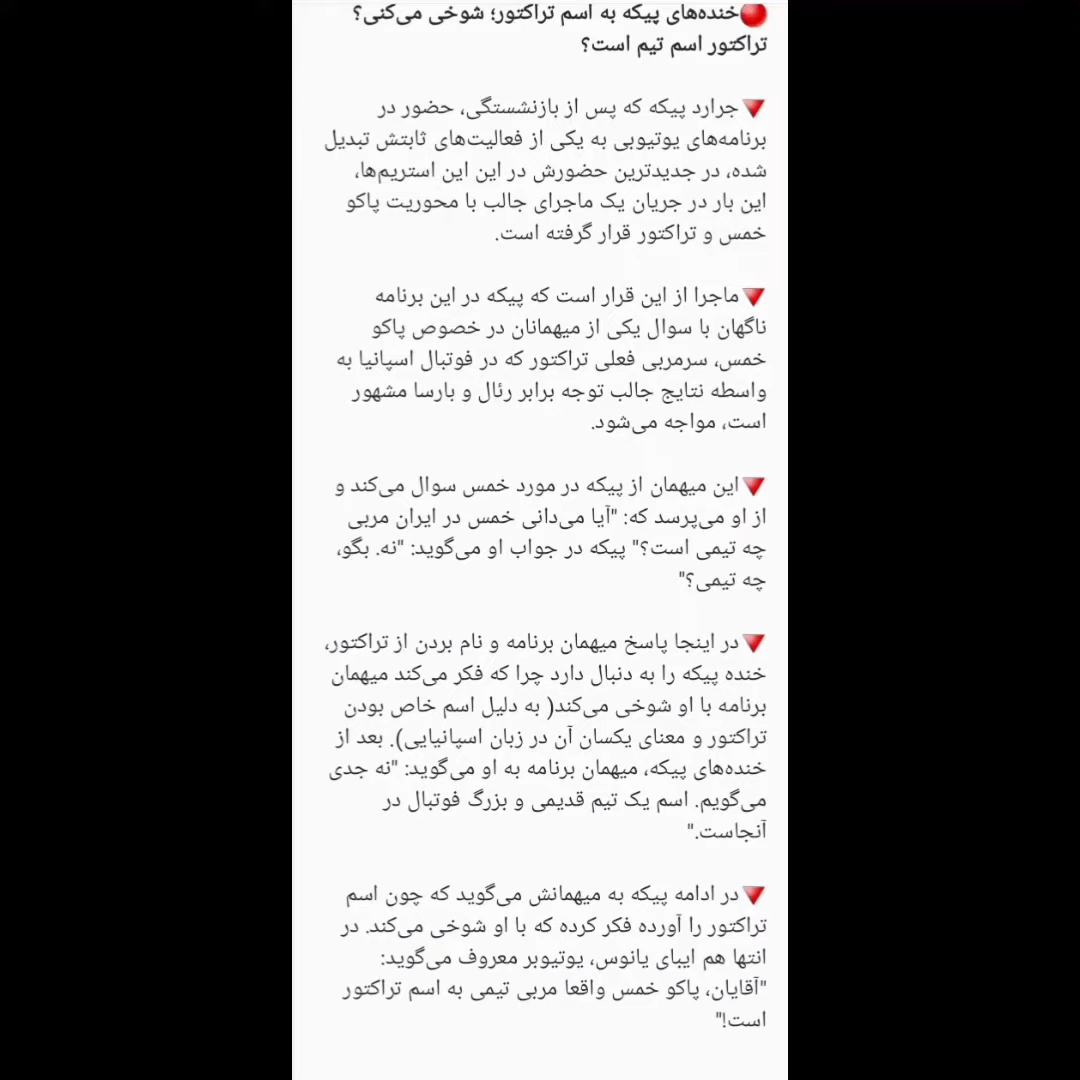 🔴خنده‌های پیکه به اسم تراکتور؛ شوخی می‌کنی؟
تراکتور اسم تیم است؟
🔻جرارد پیکه که پس از بازنشستگی، حضور در
برنامه‌های یوتیوبی به یکی از فعالیت‌های ثابتش تبدیل
شده، در جدیدترین حضورش در این این استریم‌ها،
این بار در جریان یک ماجرای جالب با محوریت پاکو
خمس و تراکتور قرار گرفته است.
🔻ماجرا از این قرار است که پیکه در این برنامه
ناگهان با سوال یکی از میهمانان در خصوص پاکو
خمس، سرمربی فعلی تراکتور که در فوتبال اسپانیا به
واسطه نتایج جالب توجه برابر رئال و بارسا مشهور
است، مواجه می‌شود.
🔻این میهمان از پیکه در مورد خمس سوال می‌کند و
از او می‌پرسد که: "آیا می‌دانی خمس در ایران مربی
چه تیمی است؟" پیکه در جواب او می‌گوید: "نه. بگو،
چه تیمی؟"
🔻در اینجا پاسخ میهمان برنامه و نام بردن از تراکتور،
خنده پیکه را به دنبال دارد چرا که فکر می‌کند میهمان
برنامه با او شوخی می‌کند( به دلیل اسم خاص بودن
تراکتور و معنای یکسان آن در زبان اسپانیایی). بعد از
خنده‌های پیکه، میهمان برنامه به او می‌گوید: "نه جدی
می‌گویم. اسم یک تیم قدیمی و بزرگ فوتبال در
آنجاست."
🔻در ادامه پیکه به میهمانش می‌گوید که چون اسم
تراکتور را آورده فکر کرده که با او شوخی می‌کند. در
انتها هم ایبای یانوس، یوتیوبر معروف می‌گوید:
"آقایان، پاکو خمس واقعا مربی تیمی به اسم تراکتور
است!"